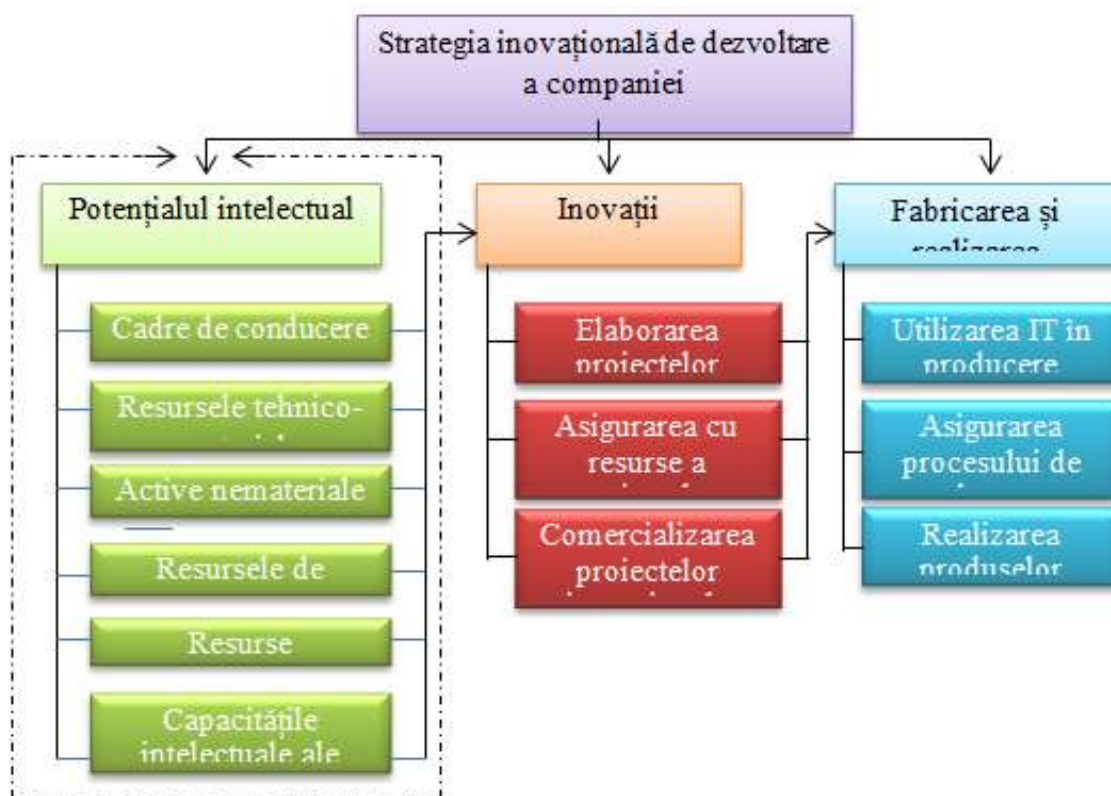 Strategia inovațională de dezvoltare
a companiei
Potențialul intelectual
Cadre de conducere
Resursele tehnico-
Active nemateriale
Resursele de
Resurse
Capacitățile
intelectuale ale
Inovații
Elaborarea
proiectelor
Asigurarea cu
resurse a
Comercializarea
proiectelor
Fabricarea și
realizarea
Utilizarea IT în
producere
Asigurarea
procesului de
Realizarea
produselor